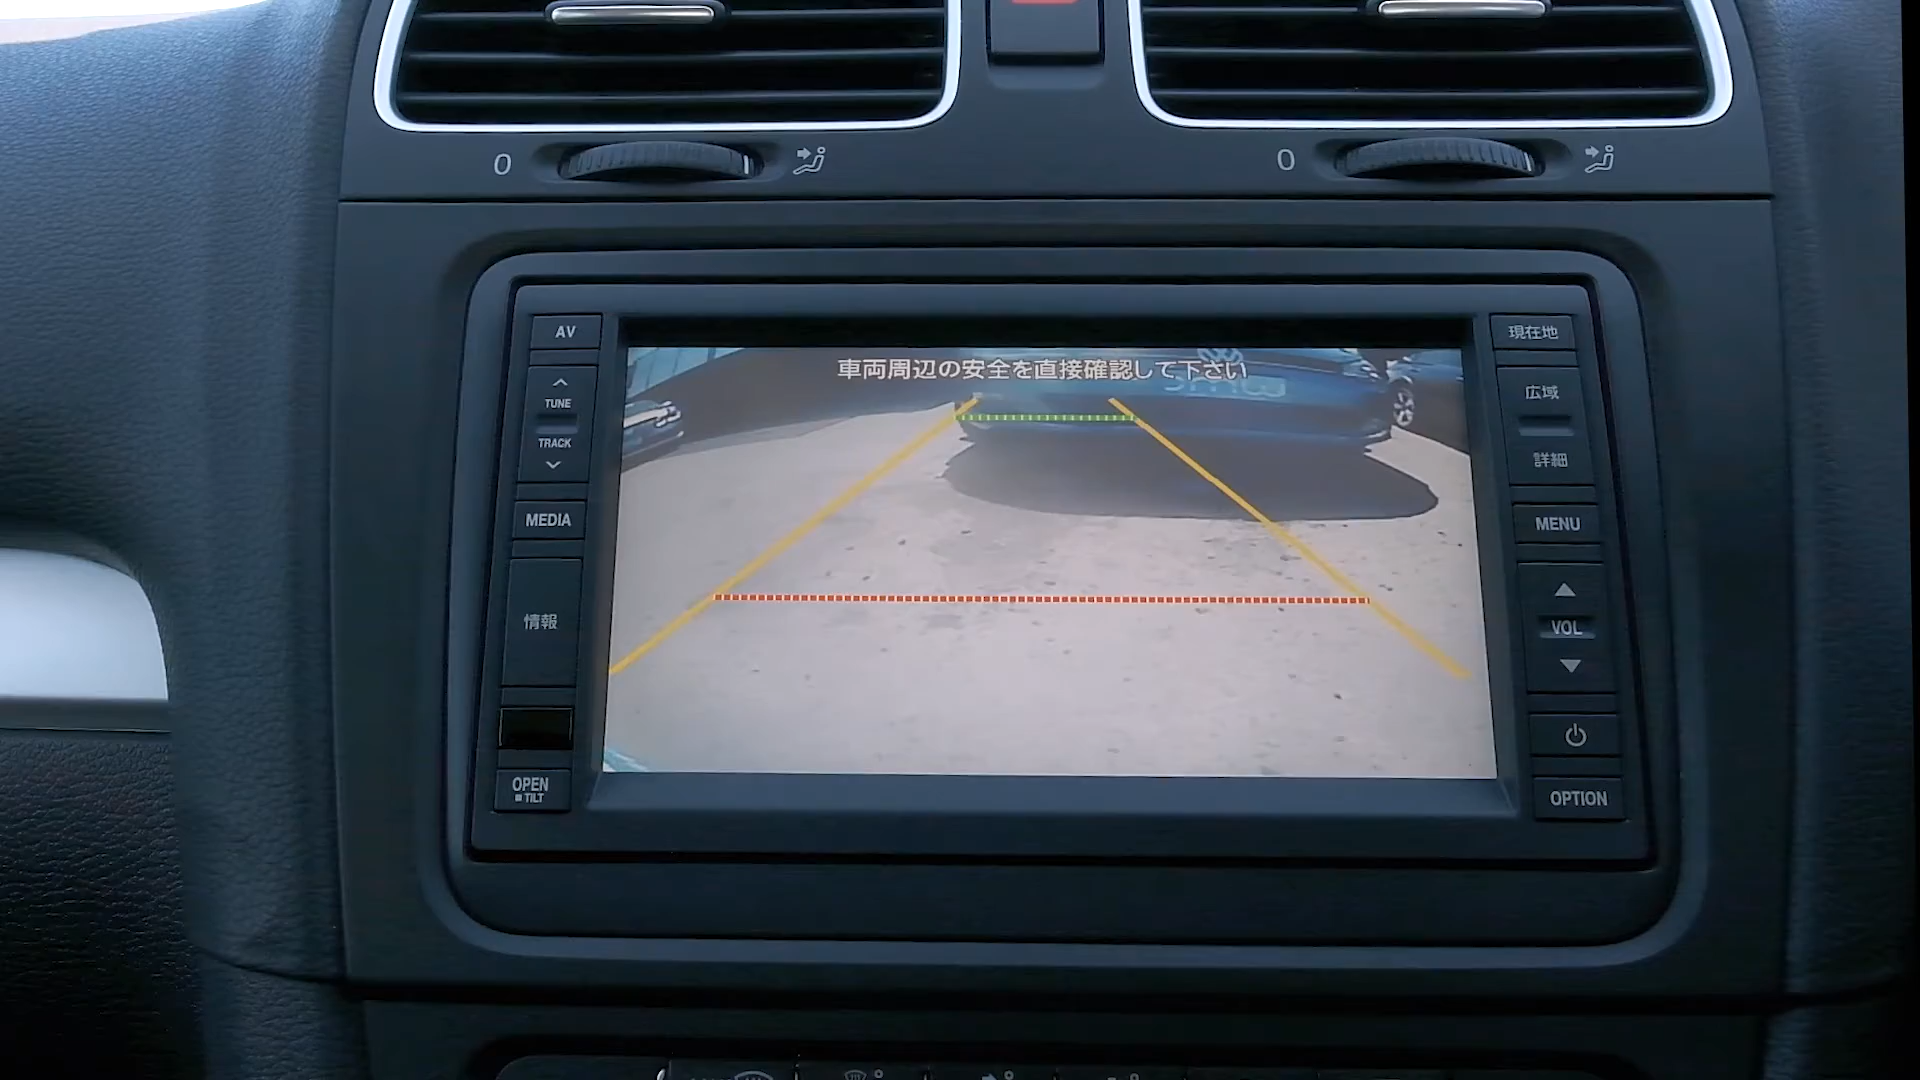 0
0
AV
TUNE
TRACK
MEDIA
情報
OPEN
TILT
車両周辺の安全を直接確認して下さい
現在地
広域
詳細
MENU
VOL
OPTION